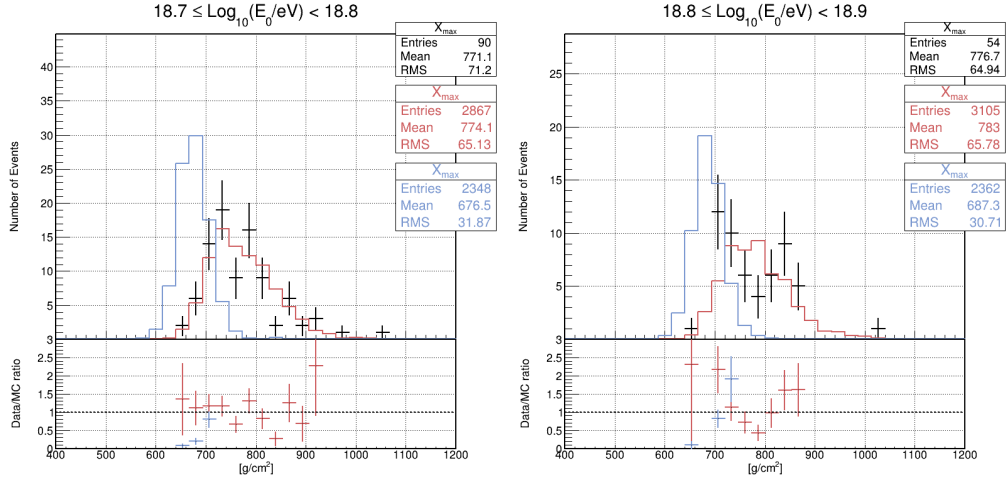 18.7 ≤ Log10(E0/eV) < 18.8
Xmax
Entries 90
Mean 771.1
RMS 71.2
Xmax
Entries 2867
Mean 774.1
RMS 65.13
Xmax
Entries 2348
Mean 676.5
RMS 31.87
Number of Events
40
35
30
25
20
15
10
5
3
Data/MC ratio
2.5
2
1.5
1
0.5
0
400 500 600 700 800 900 1000 1100 1200
[g/cm2]
18.8 ≤ Log10(E0/eV) < 18.9
Xmax
Entries 54
Mean 776.7
RMS 64.94
Xmax
Entries 3105
Mean 783
RMS 65.78
Xmax
Entries 2362
Mean 687.3
RMS 30.71
Number of Events
25
20
15
10
5
3
Data/MC ratio
2.5
2
1.5
1
0.5
0
400 500 600 700 800 900 1000 1100 1200
[g/cm2]